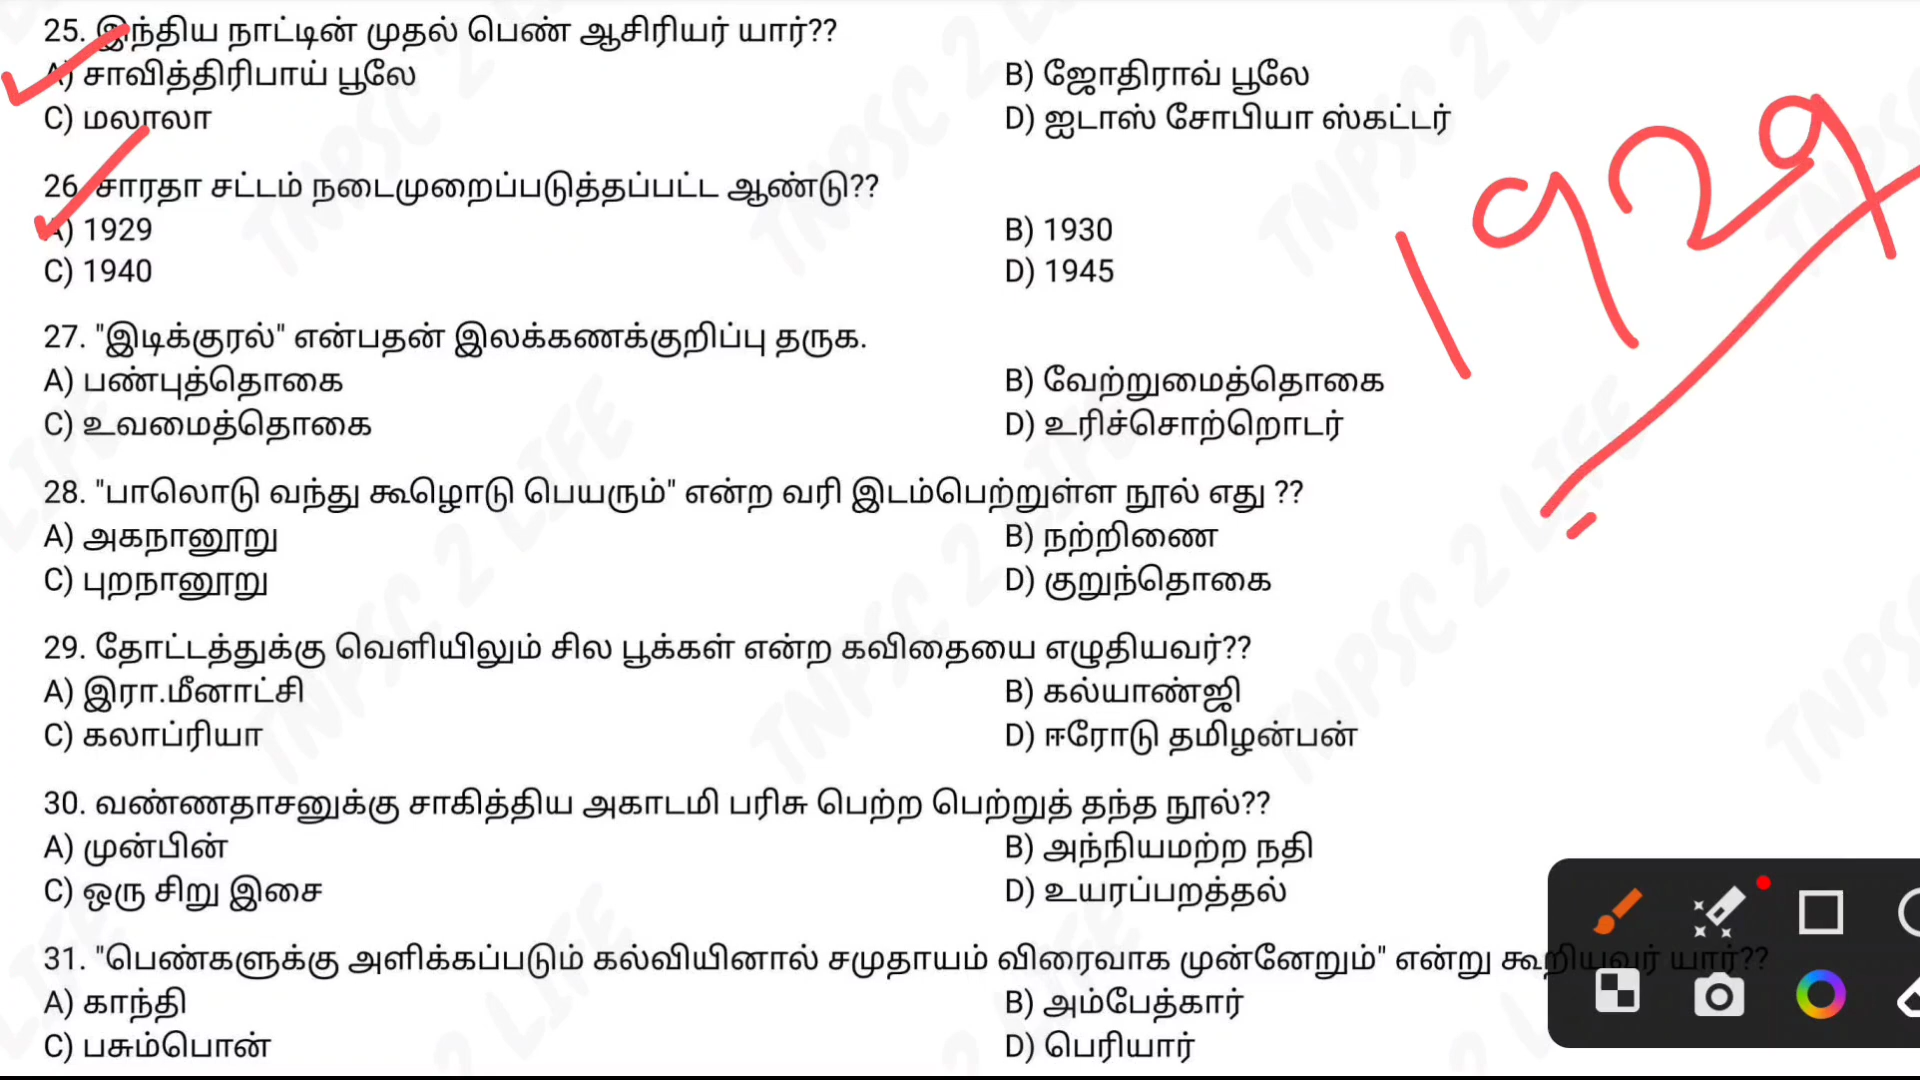 25. இந்திய நாட்டின் முதல் பெண் ஆசிரியர் யார்??
A) சாவித்திரிபாய் பூலே
B) ஜோதிராவ் பூலே
C) மலாலா
D) ஐடாஸ் சோபியா ஸ்கட்டர்
1929
26. சாரதா சட்டம் நடைமுறைப்படுத்தப்பட்ட ஆண்டு??
A) 1929
B) 1930
C) 1940
D) 1945
27. "இடிக்குரல்" என்பதன் இலக்கணக்குறிப்பு தருக.
A) பண்புத்தொகை
B) வேற்றுமைத்தொகை
C) உவமைத்தொகை
D) உரிச்சொற்றொடர்
28. "பாலொடு வந்து கூழொடு பெயரும்" என்ற வரி இடம்பெற்றுள்ள நூல் எது ??
A) அகநானூறு
B) நற்றிணை
C) புறநானூறு
D) குறுந்தொகை
29. தோட்டத்துக்கு வெளியிலும் சில பூக்கள் என்ற கவிதையை எழுதியவர்??
A) இரா.மீனாட்சி
B) கல்யாண்ஜி
C) கலாப்ரியா
D) ஈரோடு தமிழன்பன்
30. வண்ணதாசனுக்கு சாகித்திய அகாடமி பரிசு பெற்ற பெற்றுத் தந்த நூல்??
A) முன்பின்
B) அந்நியமற்ற நதி
C) ஒரு சிறு இசை
D) உயரப்பறத்தல்
31. "பெண்களுக்கு அளிக்கப்படும் கல்வியினால் சமுதாயம் விரைவாக முன்னேறும்" என்று கூறியவர் யார்??
A) காந்தி
B) அம்பேத்கார்
C) பசும்பொன்
D) பெரியார்
TNPSC 2 LIFE